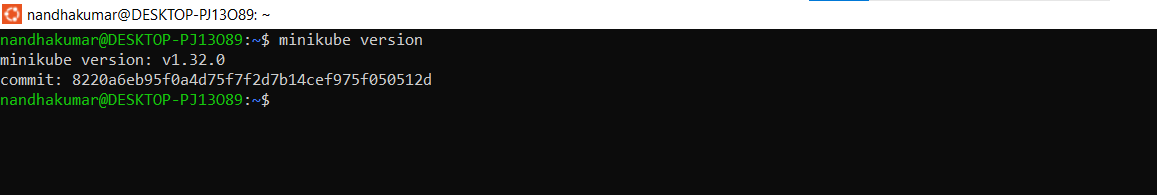 nandhakumar@DESKTOP-PJ13O89: ~
nandhakumar@DESKTOP-PJ13O89:~$ minikube version
minikube version: v1.32.0
commit: 8220a6eb95f0a4d75f7f2d7b14cef975f050512d
nandhakumar@DESKTOP-PJ13O89:~$